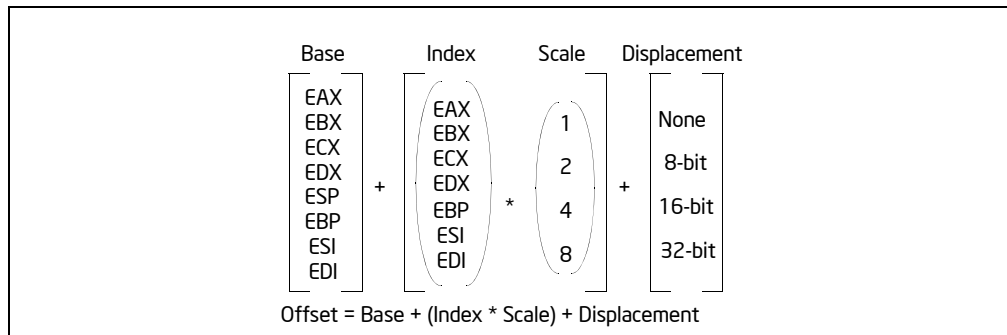 Base Index Scale Displacement
EAX
EBX
ECX
EDX
ESP
EBP
ESI
EDI
+
EAX
EBX
ECX
EDX
EBP
ESI
EDI
*
1
2
4
8
+
None
8-bit
16-bit
32-bit
Offset = Base + (Index * Scale) + Displacement